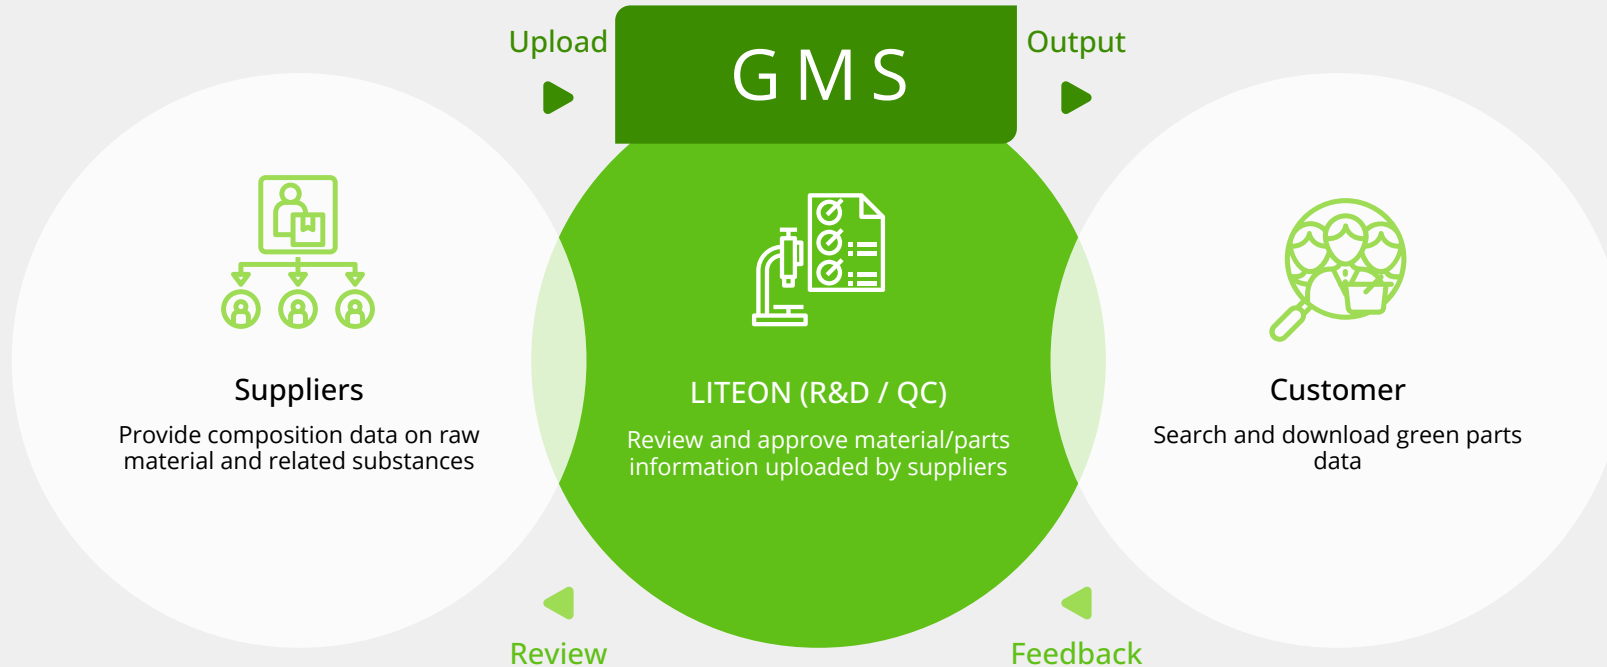 Upload
GMS
Output
Suppliers
Provide composition data on raw
material and related substances
LITEON (R&D / QC)
Review and approve material/parts
information uploaded by suppliers
Customer
Search and download green parts
data
Review
Feedback